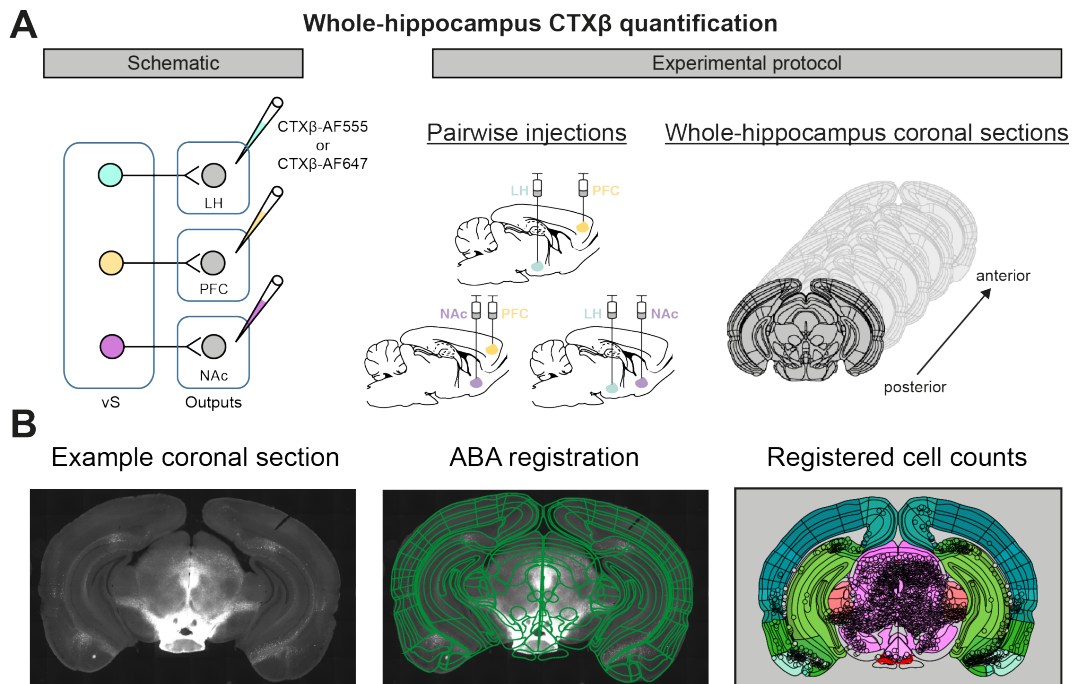 A
Whole-hippocampus CTXβ quantification
Schematic
Experimental protocol
CTXβ-AF555
or
CTXβ-AF647
LH
PFC
NAc
vS
Outputs
Pairwise injections
LH
PFC
NAc
PFC
LH
NAc
Whole-hippocampus coronal sections
anterior
posterior
B
Example coronal section
ABA registration
Registered cell counts